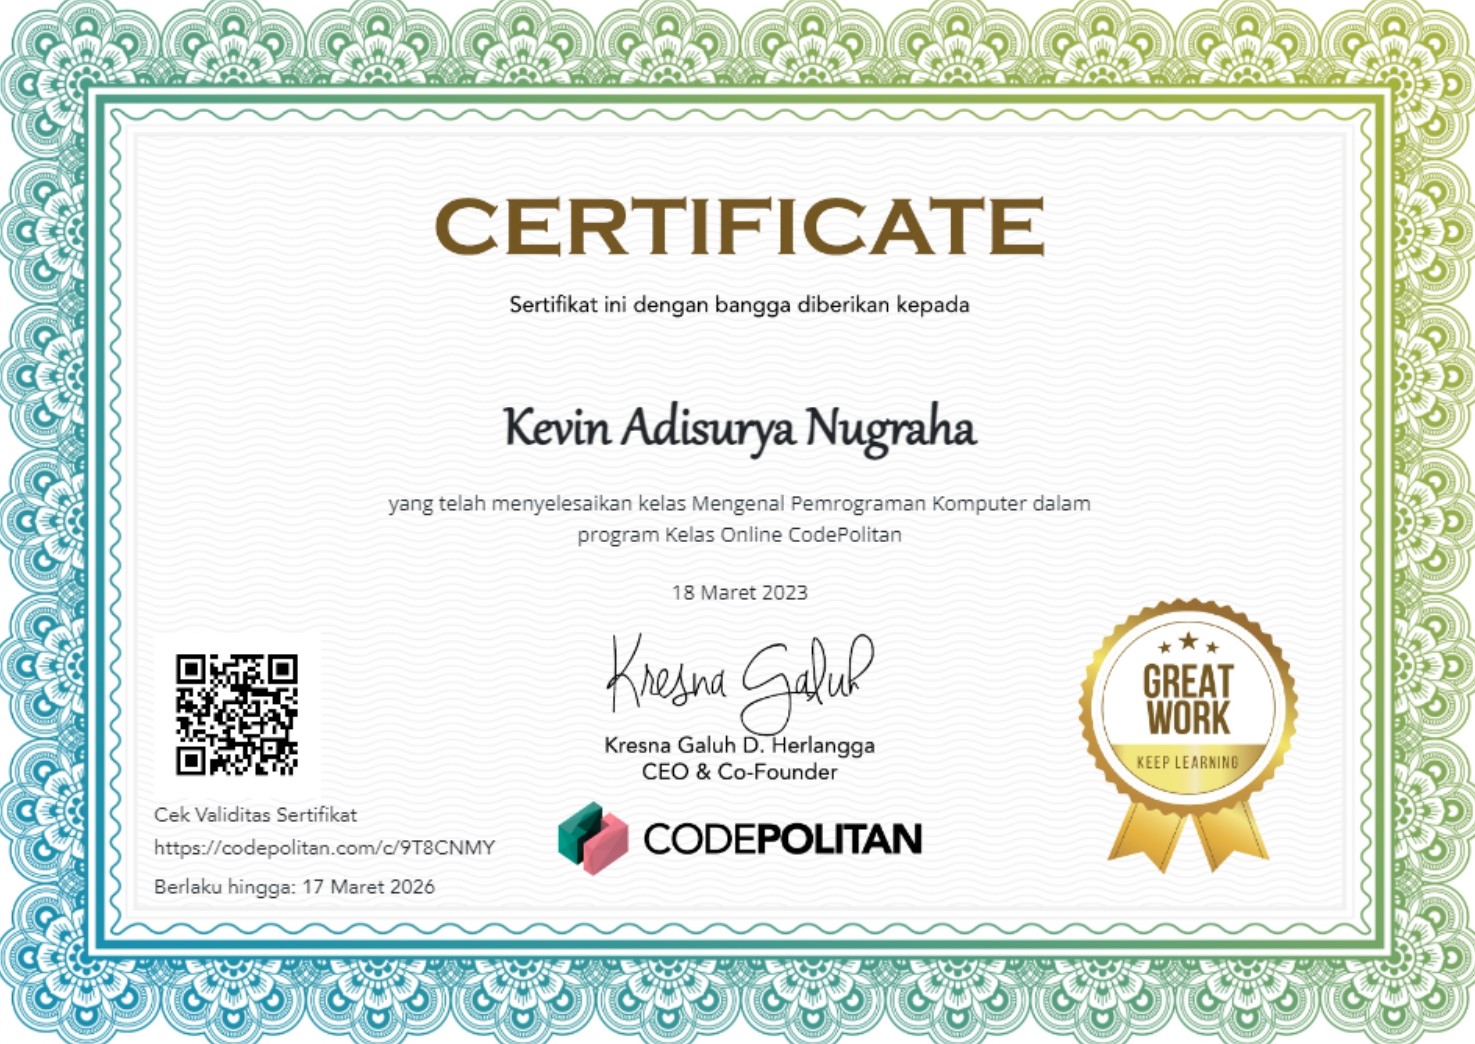 CERTIFICATE
Sertifikat ini dengan bangga diberikan kepada
Kevin Adisurya Nugraha
yang telah menyelesaikan kelas Mengenal Pemrograman Komputer dalam
program Kelas Online CodePolitan
18 Maret 2023
Kresna Galuh
Kresna Galuh D. Herlangga
CEO & Co-Founder
CODEPOLITAN
Cek Validitas Sertifikat
https://codepolitan.com/c/9T8CNMY
Berlaku hingga: 17 Maret 2026
GREAT
WORK
KEEP LEARNING